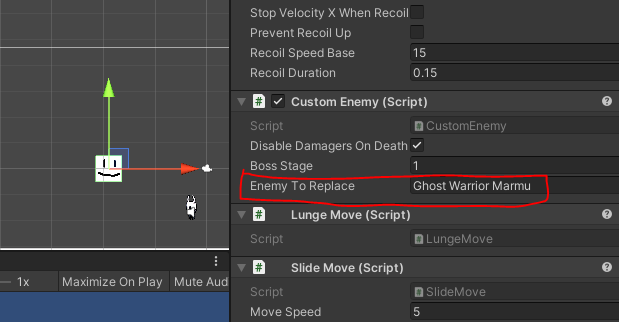 Stop Velocity X When Recoil
Prevent Recoil Up
Recoil Speed Base 15
Recoil Duration 0.15
# Custom Enemy (Script)
Script # CustomEnemy
Disable Damagers On Death
Boss Stage 1
Enemy To Replace Ghost Warrior Marmu
# Lunge Move (Script)
Script # LungeMove
# Slide Move (Script)
1x Maximize On Play Mute Aud
Script # SlideMove
Move Speed 5